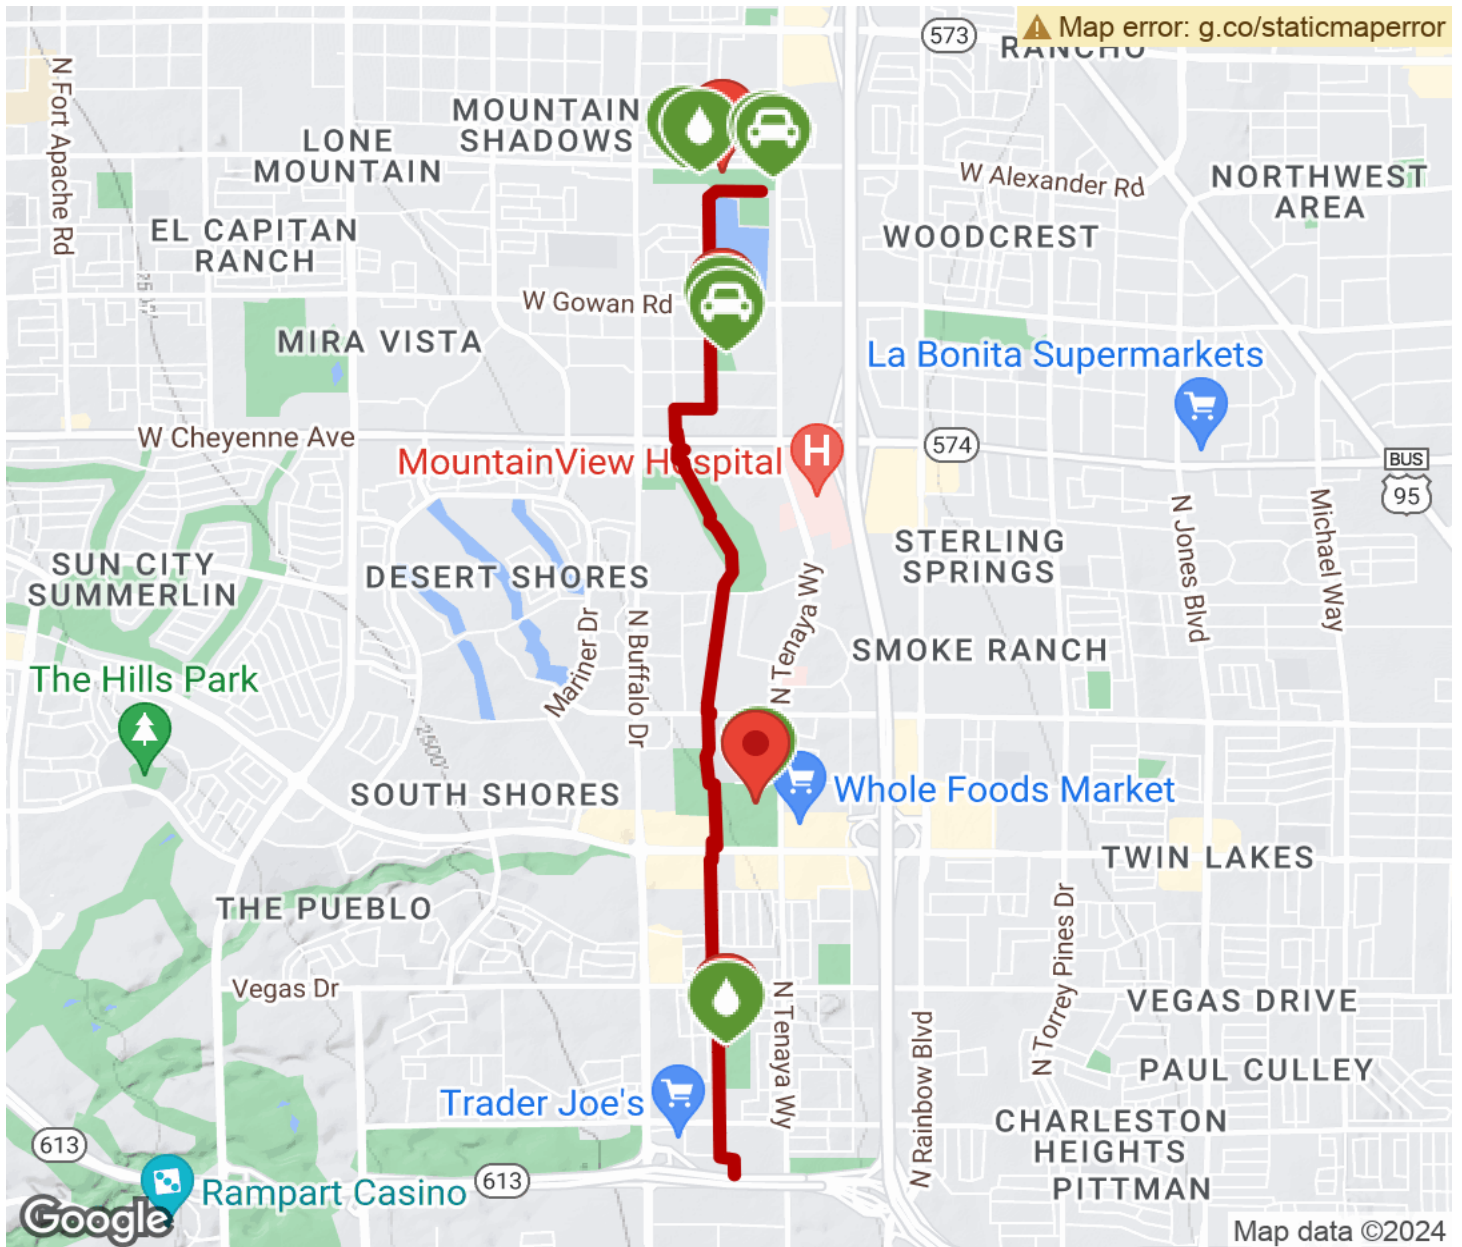 Map error: g.co/staticmaperror
573
RANCHO
N Fort Apache Rd
MOUNTAIN
SHADOWS
LONE
MOUNTAIN
W Alexander Rd
NORTHWEST
AREA
EL CAPITAN
RANCH
WOODCREST
W Gowan Rd
MIRA VISTA
La Bonita Supermarkets
W Cheyenne Ave
574
MountainView Hospital
H
BUS
95
N Jones Blvd
Michael Way
STERLING
SPRINGS
SUN CITY
SUMMERLIN
DESERT SHORES
N Tenaya Wy
Mariner Dr
N Buffalo Dr
SMOKE RANCH
The Hills Park
2500'
SOUTH SHORES
Whole Foods Market
TWIN LAKES
THE PUEBLO
N Torrey Pines Dr
Vegas Dr
N Tenaya Wy
N Rainbow Blvd
VEGAS DRIVE
PAUL CULLEY
Trader Joe's
CHARLESTON
HEIGHTS
PITTMAN
613
613
Rampart Casino
Google
Map data ©2024